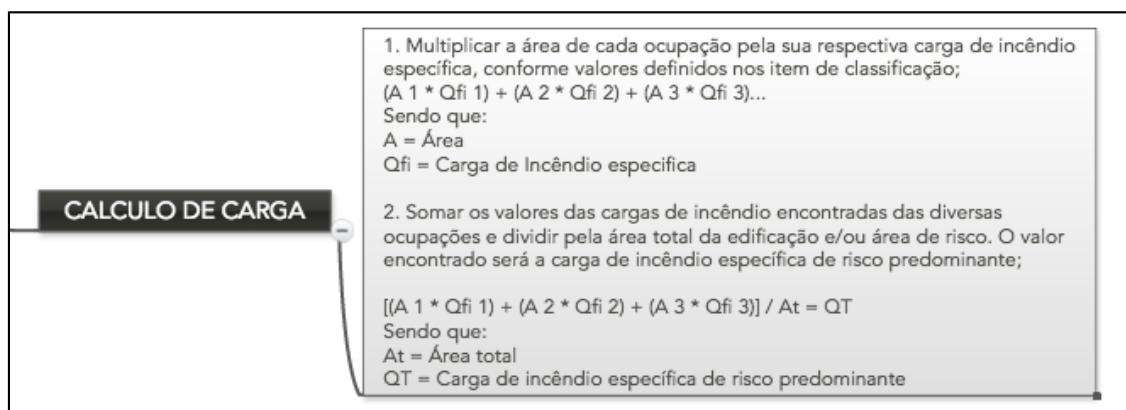 CALCULO DE CARGA
1. Multiplicar a área de cada ocupação pela sua respectiva carga de incêndio
específica, conforme valores definidos nos item de classificação;
(A 1 * Qfi 1) + (A 2 * Qfi 2) + (A 3 * Qfi 3)...
Sendo que:
A = Área
Qfi = Carga de Incêndio especifica
2. Somar os valores das cargas de incêndio encontradas das diversas
ocupações e dividir pela área total da edificação e/ou área de risco. O valor
encontrado será a carga de incêndio específica de risco predominante;
[(A 1 * Qfi 1) + (A 2 * Qfi 2) + (A 3 * Qfi 3)] / At = QT
Sendo que:
At = Área total
QT = Carga de incêndio específica de risco predominante